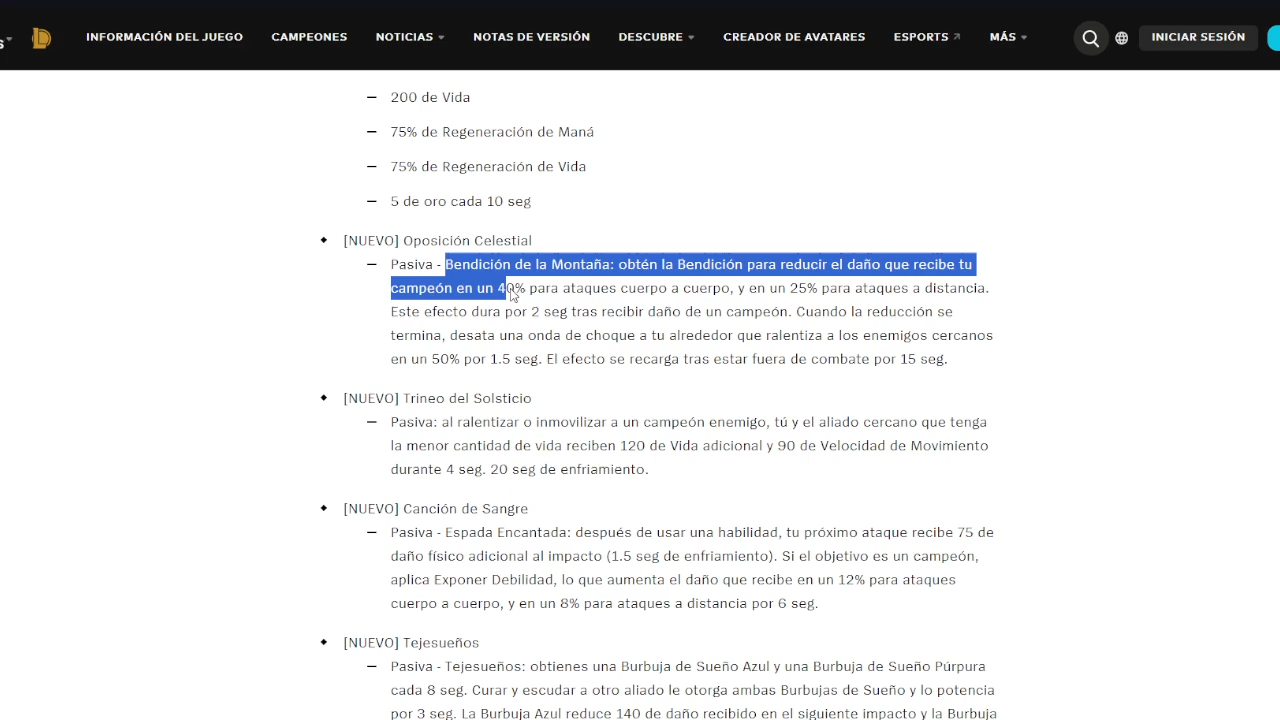 INFORMACIÓN DEL JUEGO CAMPEONES NOTICIAS NOTAS DE VERSIÓN DESCUBRE CREADOR DE AVATARES ESPORTS MÁS INICIAR SESIÓN
— 200 de Vida
— 75% de Regeneración de Maná
— 75% de Regeneración de Vida
— 5 de oro cada 10 seg
[NUEVO] Oposición Celestial
— Pasiva - Bendición de la Montaña: obtén la Bendición para reducir el daño que recibe tu
campeón en un 40% para ataques cuerpo a cuerpo, y en un 25% para ataques a distancia.
Este efecto dura por 2 seg tras recibir daño de un campeón. Cuando la reducción se
termina, desata una onda de choque a tu alrededor que ralentiza a los enemigos cercanos
en un 50% por 1.5 seg. El efecto se recarga tras estar fuera de combate por 15 seg.
[NUEVO] Trineo del Solsticio
— Pasiva: al ralentizar o inmovilizar a un campeón enemigo, tú y el aliado cercano que tenga
la menor cantidad de vida reciben 120 de Vida adicional y 90 de Velocidad de Movimiento
durante 4 seg. 20 seg de enfriamiento.
[NUEVO] Canción de Sangre
— Pasiva - Espada Encantada: después de usar una habilidad, tu próximo ataque recibe 75 de
daño físico adicional al impacto (1.5 seg de enfriamiento). Si el objetivo es un campeón,
aplica Exponer Debilidad, lo que aumenta el daño que recibe en un 12% para ataques
cuerpo a cuerpo, y en un 8% para ataques a distancia por 6 seg.
[NUEVO] Tejesueños
— Pasiva - Tejesueños: obtienes una Burbuja de Sueño Azul y una Burbuja de Sueño Púrpura
cada 8 seg. Curar y escudar a otro aliado le otorga ambas Burbujas de Sueño y lo potencia
por 3 seg. La Burbuja Azul reduce 140 de daño recibido en el siguiente impacto y la Burbuja